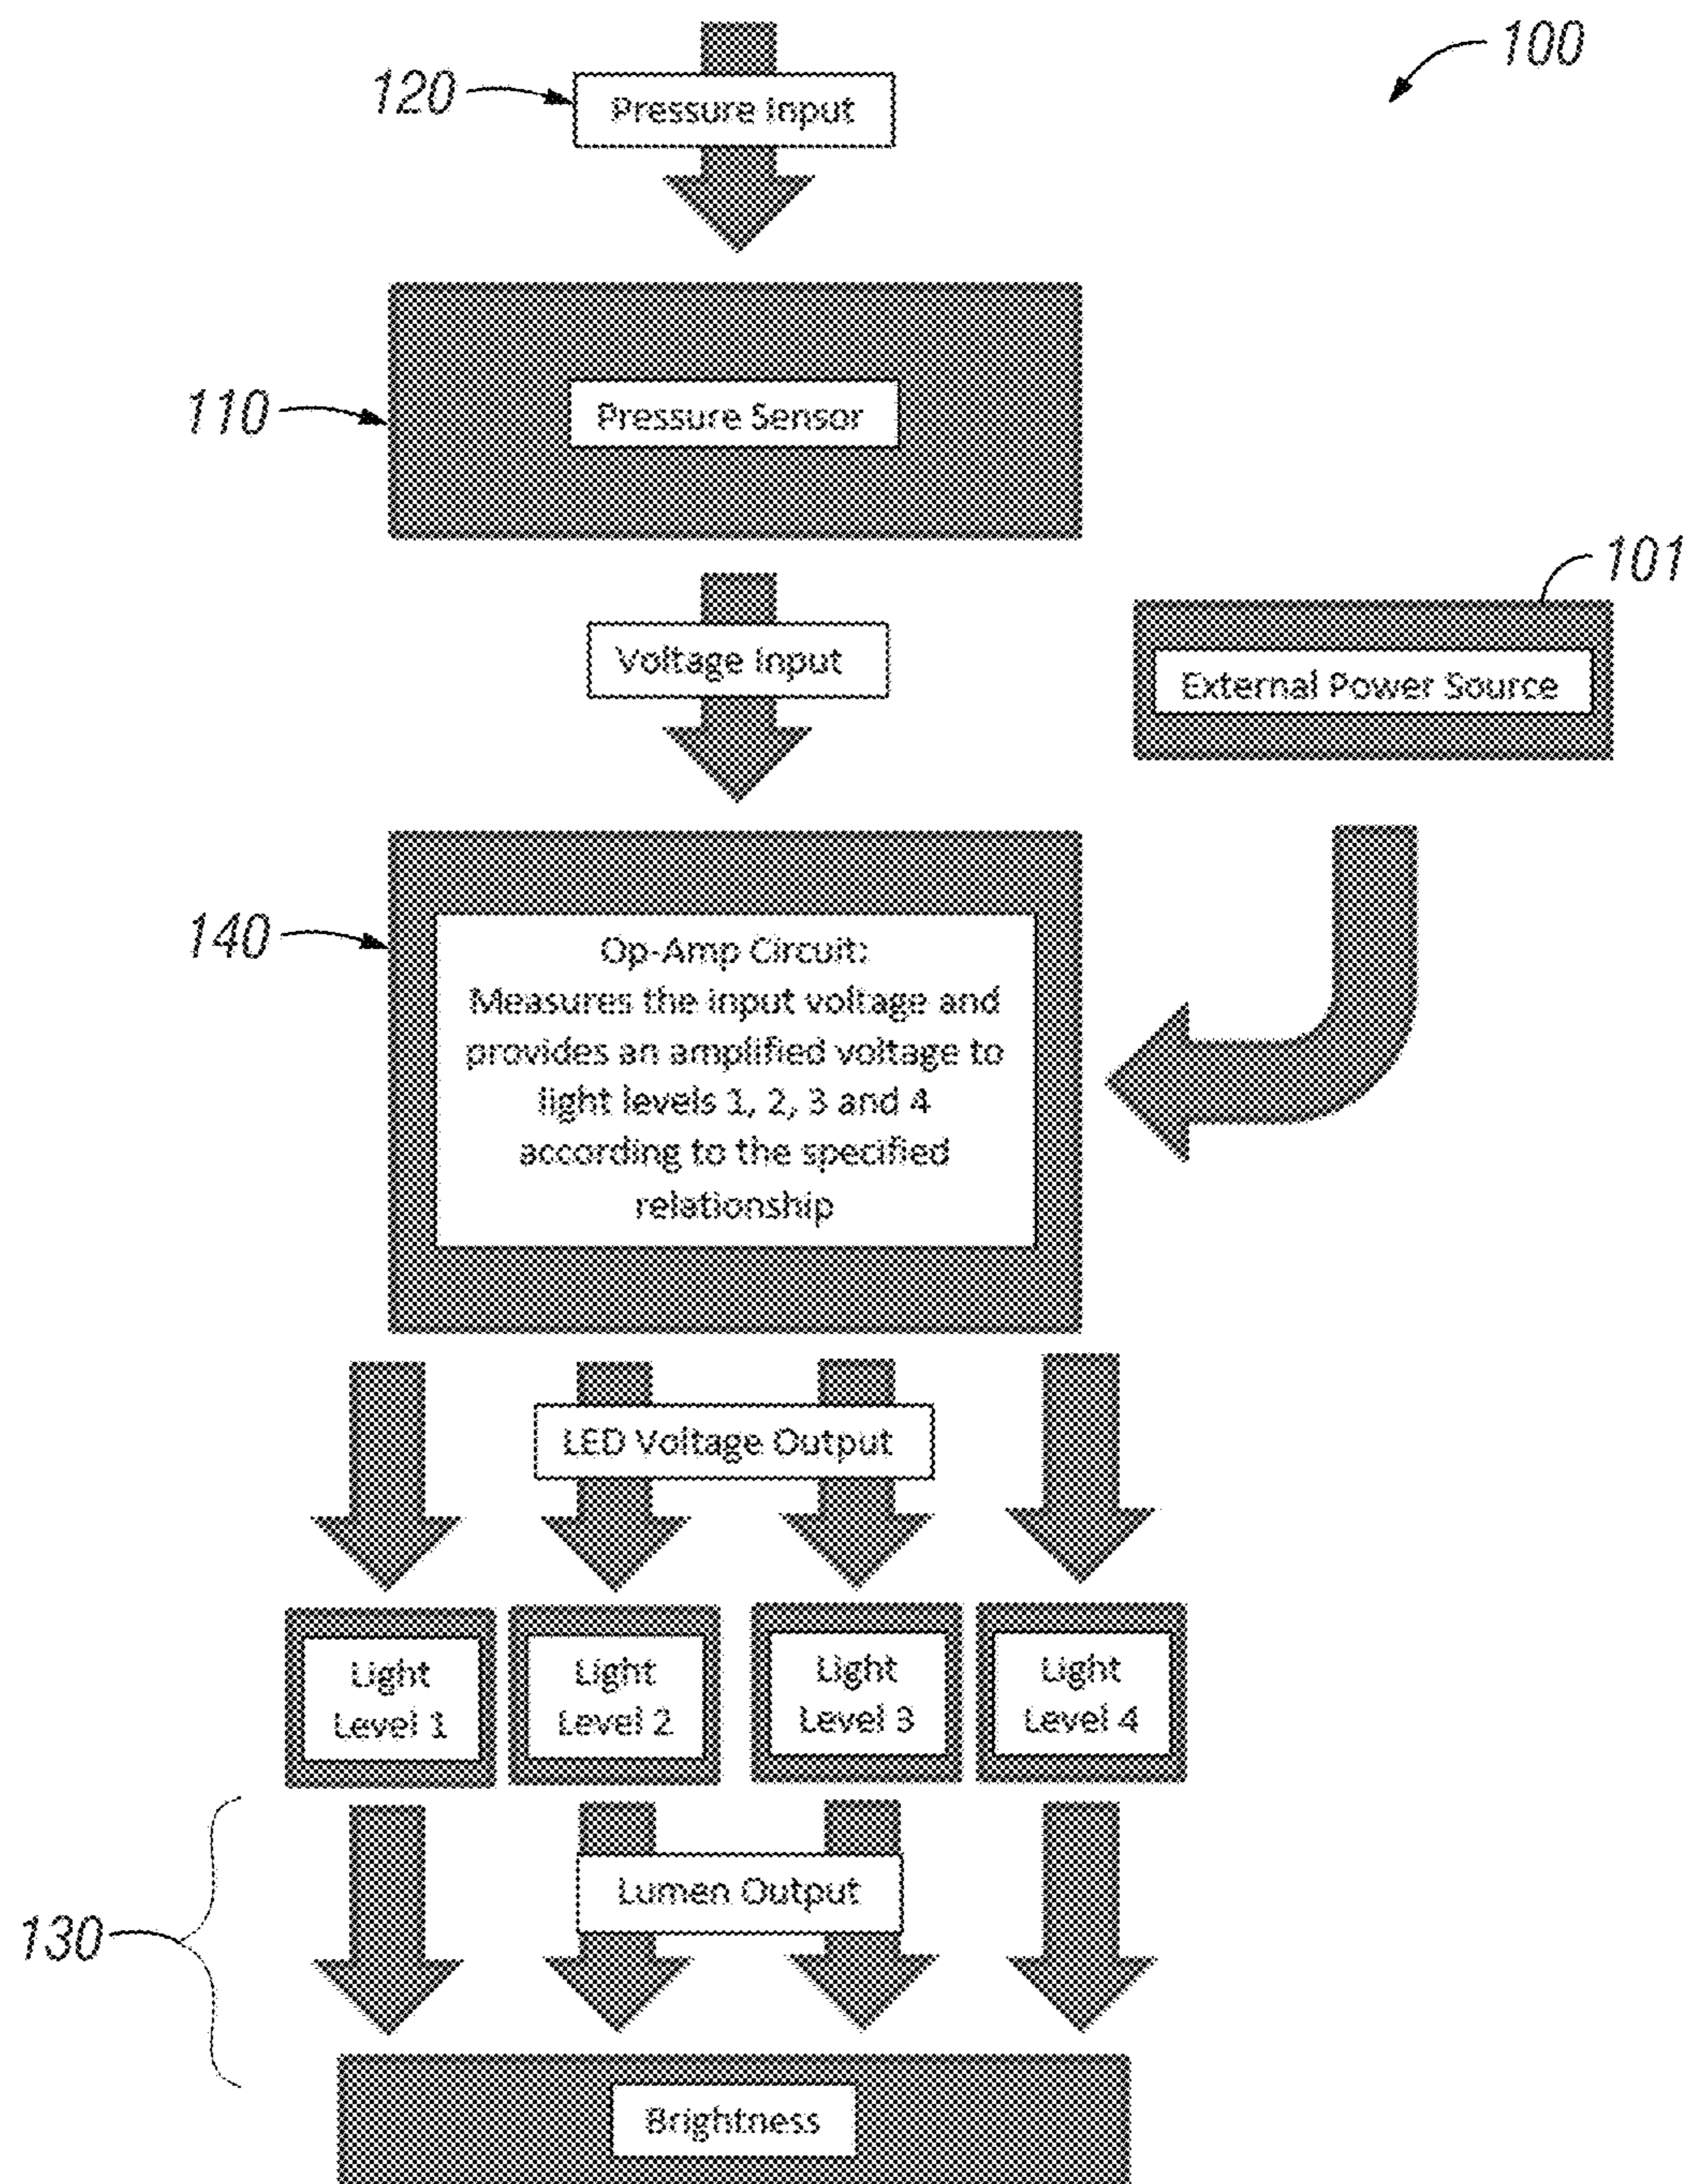 100
120
Pressure Input
110
Pressure Sensor
101
Voltage Input
External Power Source
140
Op-Amp Circuit:
Measures the input voltage and
provides an amplified voltage to
light levels 1, 2, 3 and 4
according to the specified
relationship
LED Voltage Output
Light
Level 1
Light
Level 2
Light
Level 3
Light
Level 4
Lumen Output
130
Brightness